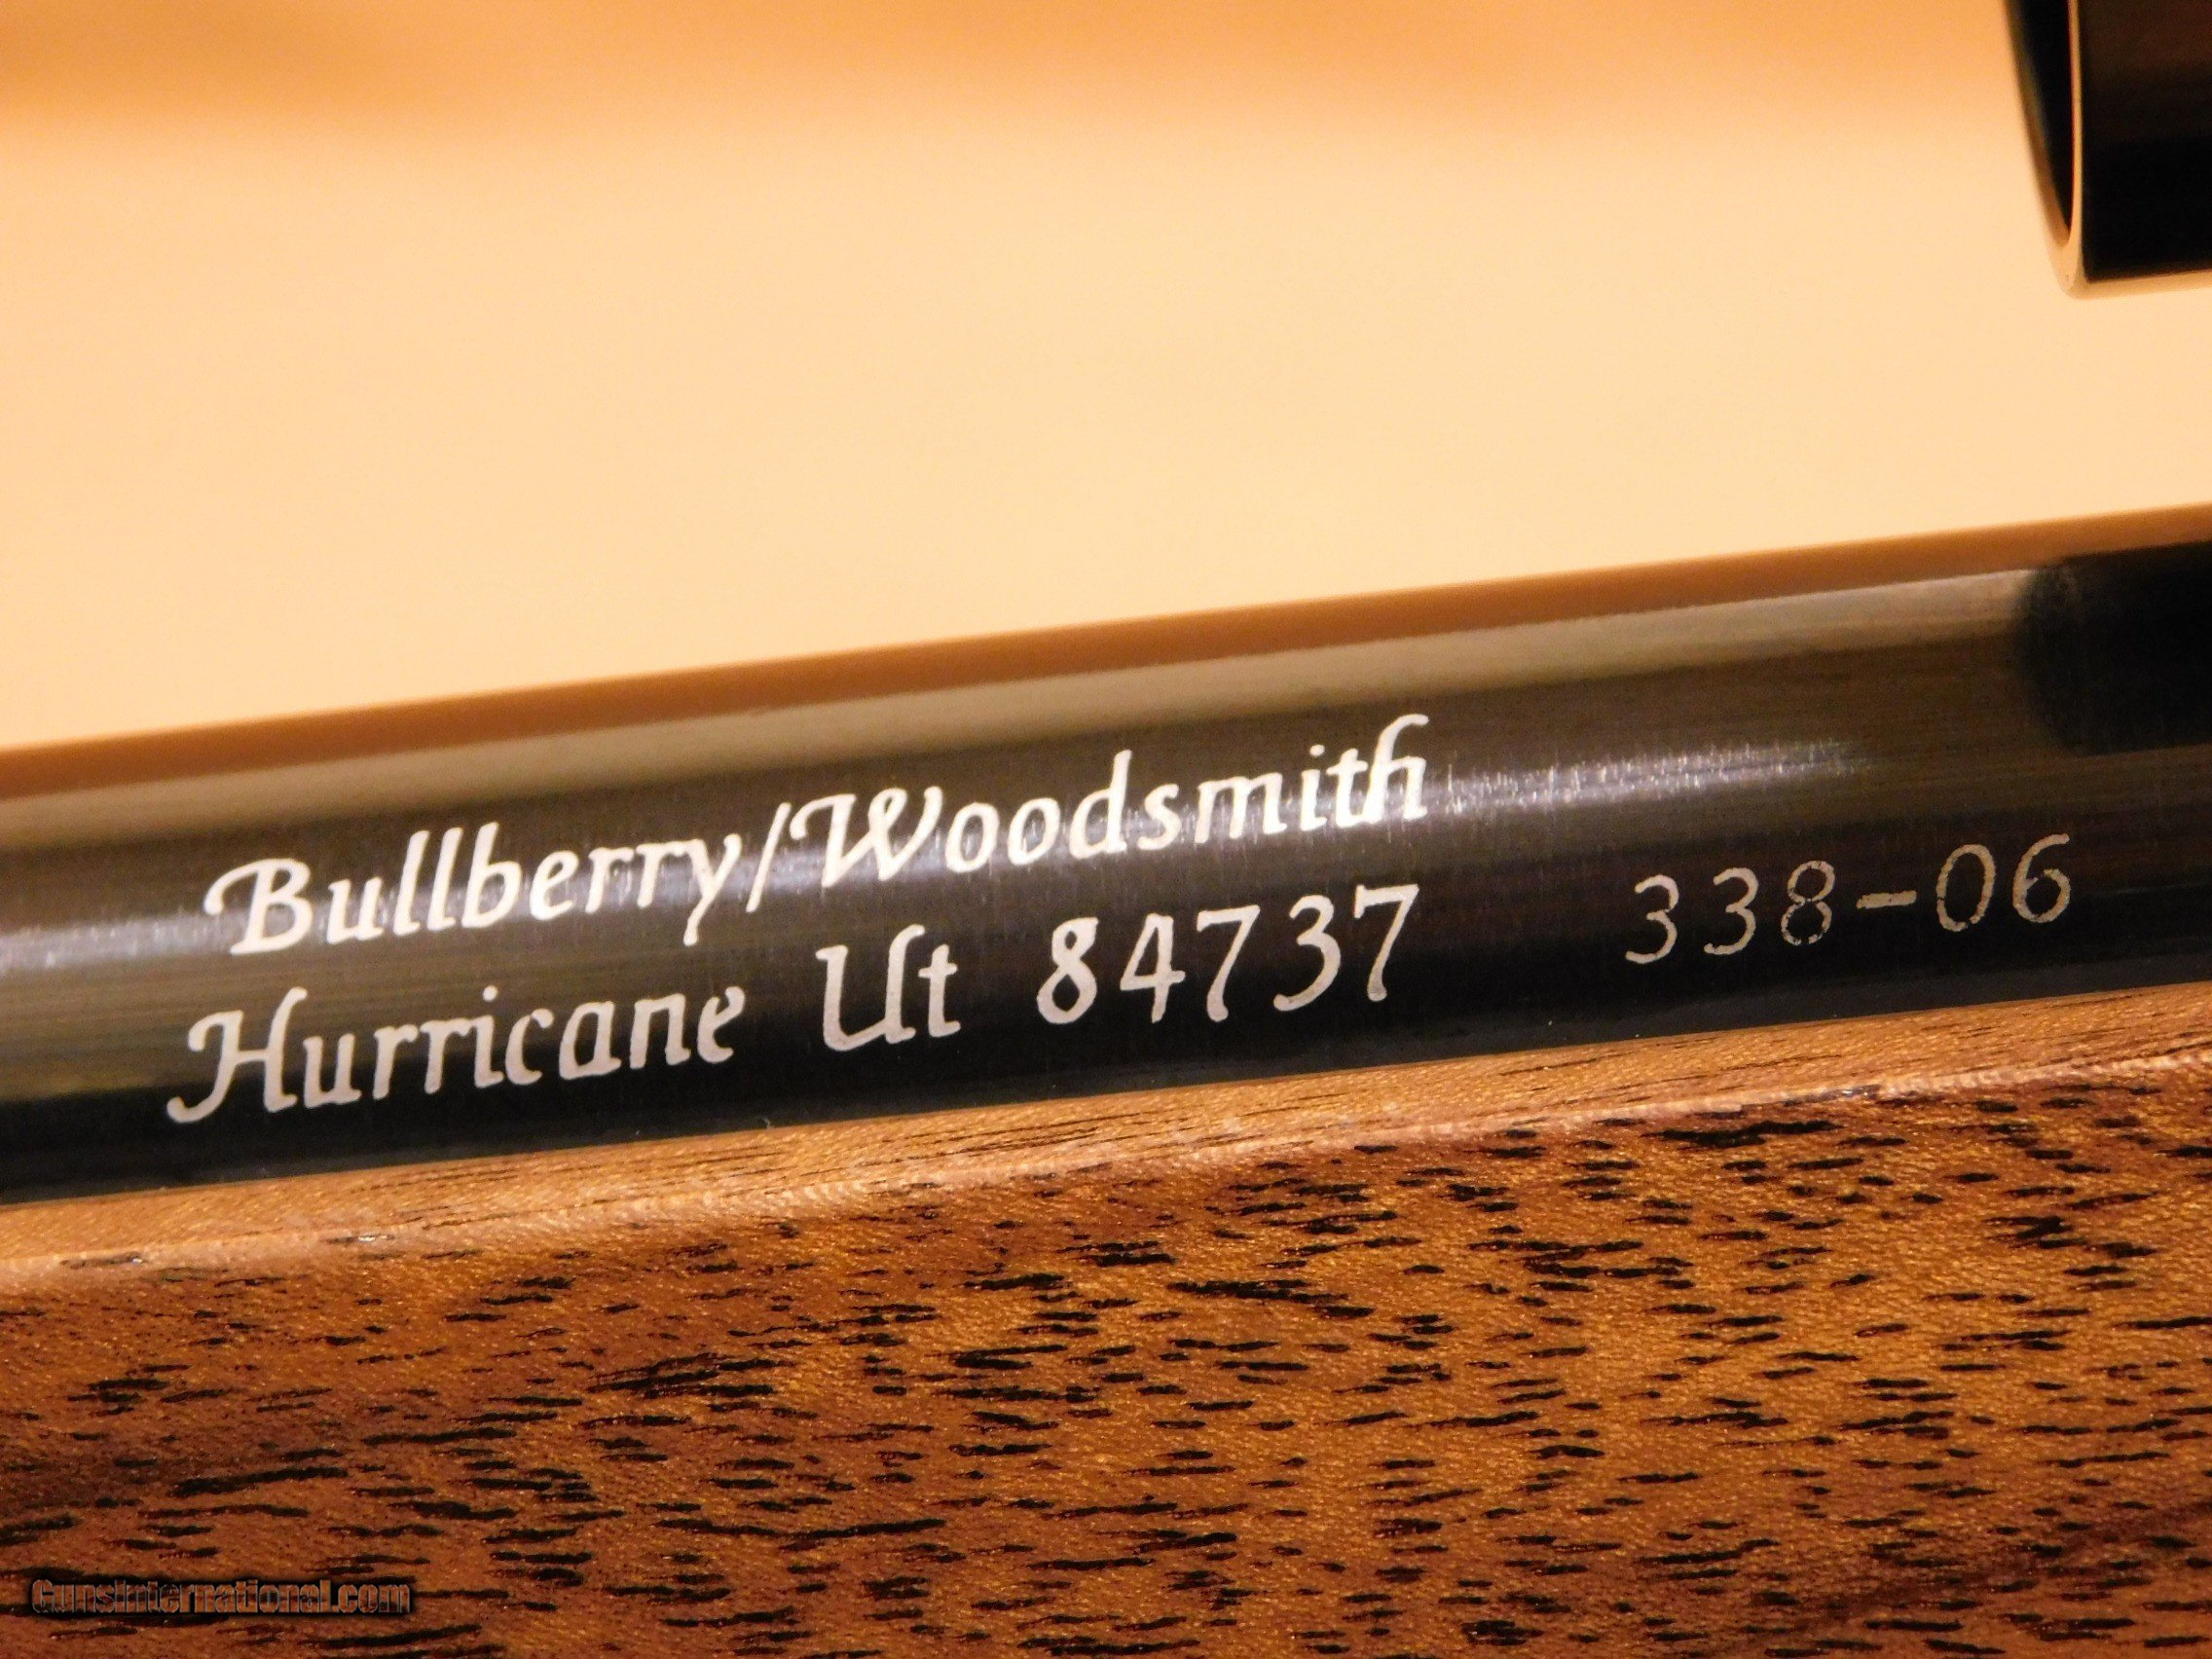 Bullberry/Woodsmith
Hurricane Ut 84737
338-06
GunsInternational.com